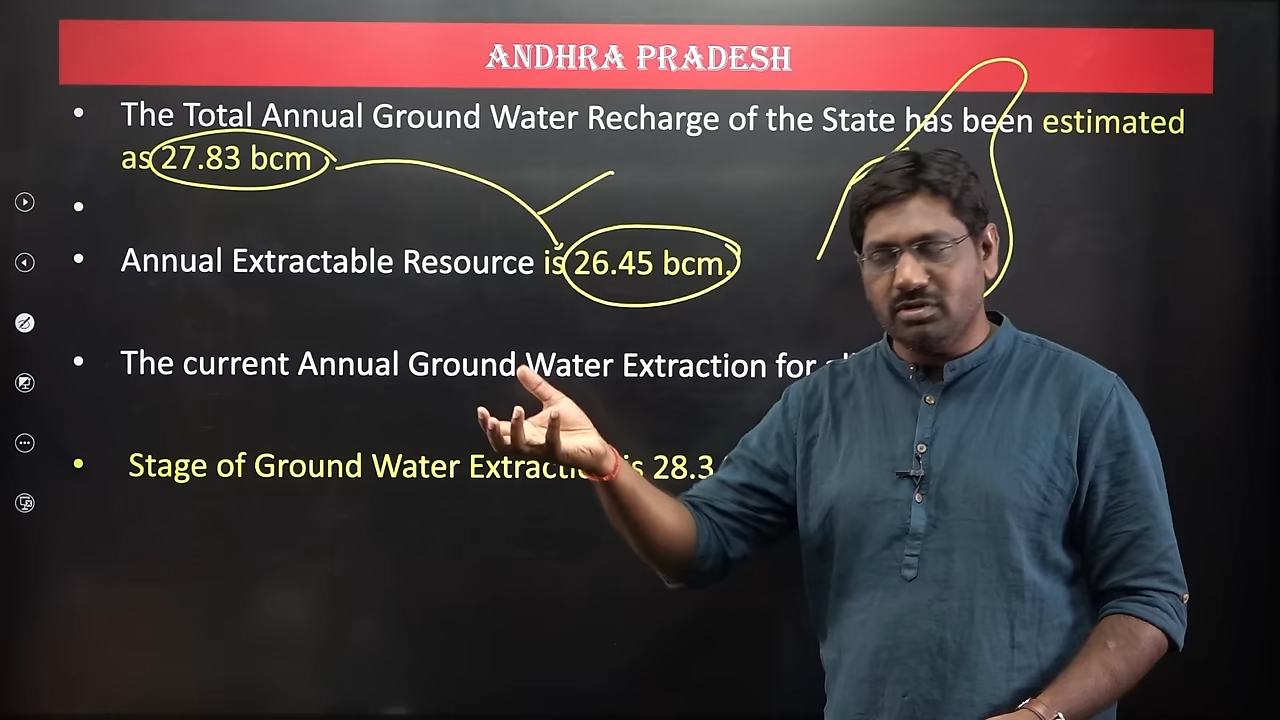 ANDHRA PRADESH
• The Total Annual Ground Water Recharge of the State has been estimated
as 27.83 bcm
•
• Annual Extractable Resource is 26.45 bcm.
• The current Annual Ground Water Extraction for
• Stage of Ground Water Extraction is 28.3